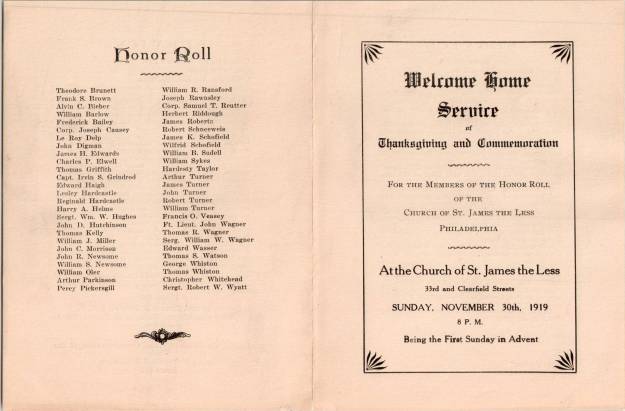 Honor Roll
Theodore Brunett
Frank S. Brown
Alvin C. Bieber
William Barlow
Frederick Bailey
Corp. Joseph Causey
Le Roy Delp
John Digman
James H. Edwards
Charles P. Elwell
Thomas Griffith
Capt. Irvin S. Grindrod
Edward Haigh
Lesley Hardcastle
Reginald Hardcastle
Harry A. Helms
Sergt. Wm. W. Hughes
John D. Hutchinson
Thomas Kelly
William J. Miller
John C. Morrison
John R. Newsome
William S. Newsome
William Oler
Arthur Parkinson
Percy Pickersgill
William R. Ransford
Joseph Rawnsley
Corp. Samuel T. Reutter
Herbert Riddough
James Roberts
Robert Schneeweis
James K. Schofield
Wilfrid Schofield
William B. Sudell
William Sykes
Hardesty Taylor
Arthur Turner
James Turner
John Turner
Robert Turner
William Turner
Francis O. Veasey
Ft. Lieut. John Wagner
Thomas R. Wagner
Serg. William W. Wagner
Edward Wasser
Thomas S. Watson
George Whiston
Thomas Whiston
Christopher Whitehead
Sergt. Robert W. Wyatt
Welcome Home
Service
of
Thanksgiving and Commemoration
FOR THE MEMBERS OF THE HONOR ROLL
OF THE
CHURCH OF ST. JAMES THE LESS
PHILADELPHIA
At the Church of St. James the Less
33rd and Clearfield Streets
SUNDAY, NOVEMBER 30th, 1919
8 P. M.
Being the First Sunday in Advent